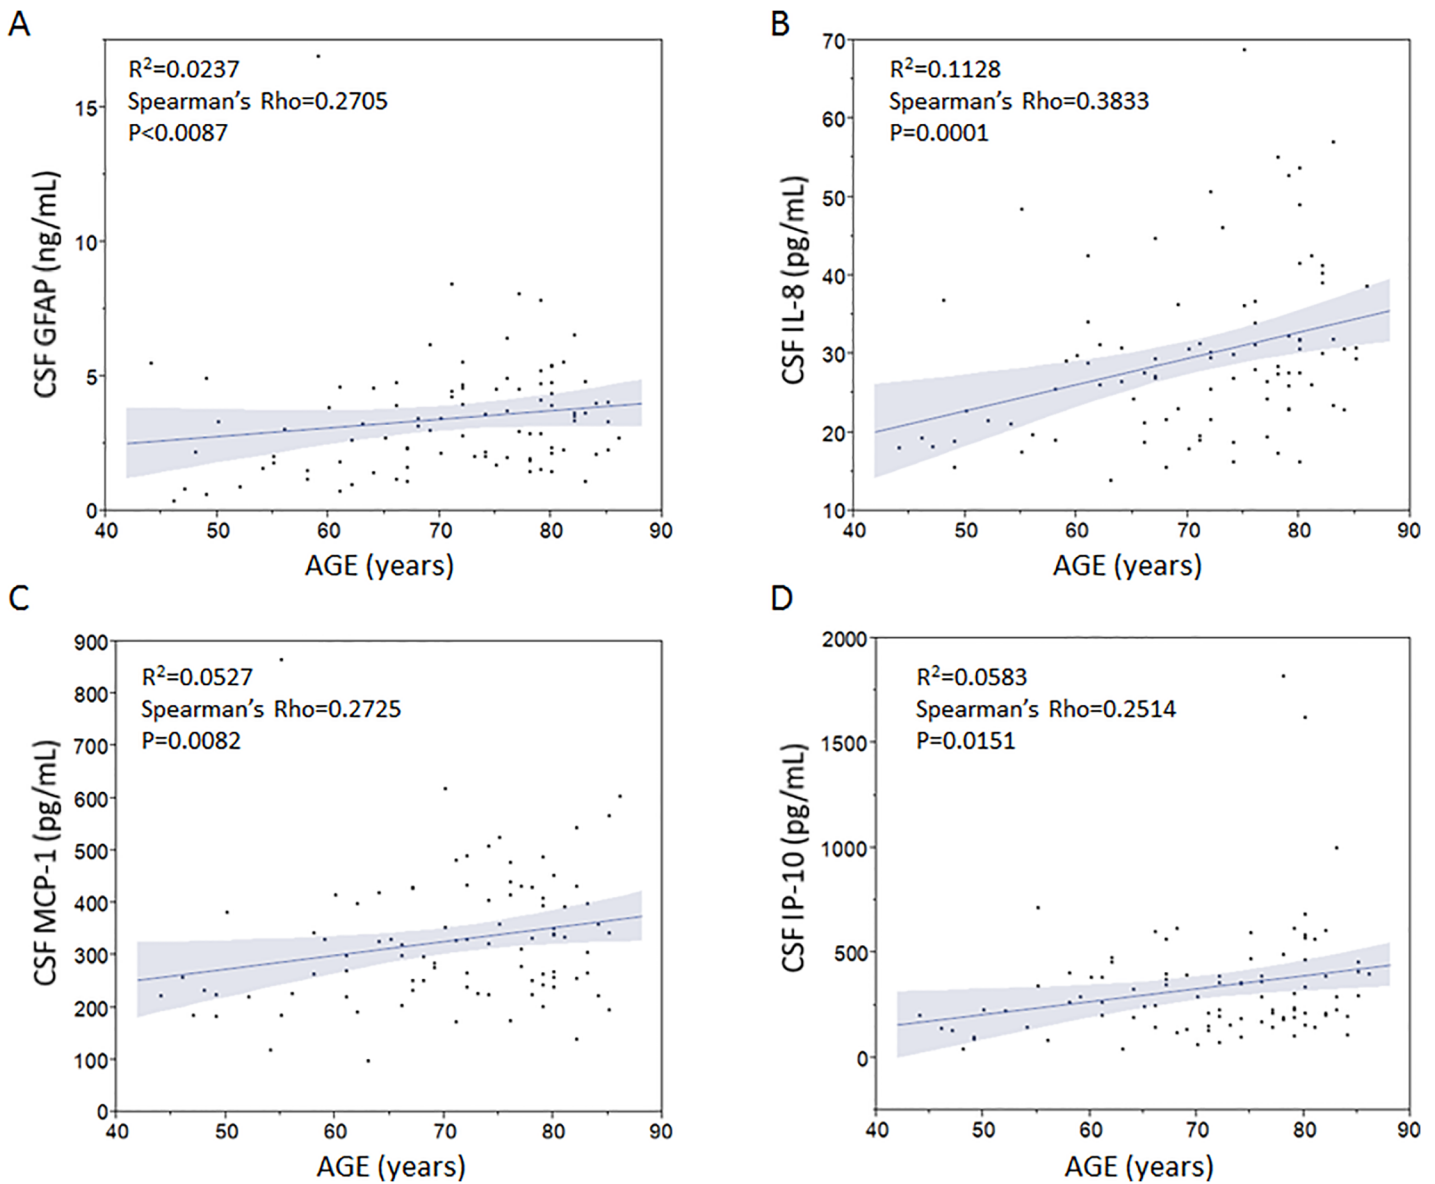 A
R²=0.0237
Spearman's Rho=0.2705
P<0.0087
15
10
5
0
CSF GFAP (ng/mL)
40 50 60 70 80 90
AGE (years)
B
R²=0.1128
Spearman's Rho=0.3833
P=0.0001
70
60
50
40
30
20
10
CSF IL-8 (pg/mL)
40 50 60 70 80 90
AGE (years)
C
R²=0.0527
Spearman's Rho=0.2725
P=0.0082
900
800
700
600
500
400
300
200
100
0
CSF MCP-1 (pg/mL)
40 50 60 70 80 90
AGE (years)
D
R²=0.0583
Spearman's Rho=0.2514
P=0.0151
2000
1500
1000
500
0
CSF IP-10 (pg/mL)
40 50 60 70 80 90
AGE (years)